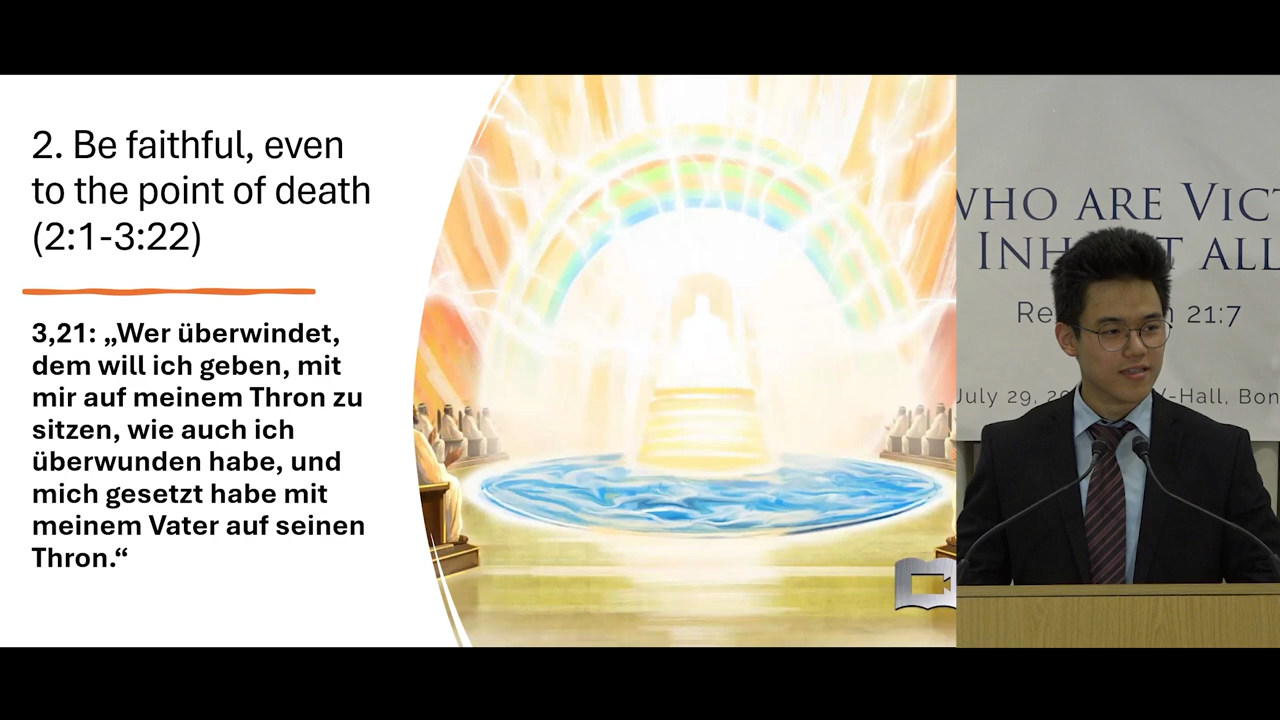 2. Be faithful, even
to the point of death
(2:1-3:22)
3,21: „Wer überwindet,
dem will ich geben, mit
mir auf meinem Thron zu
sitzen, wie auch ich
überwunden habe, und
mich gesetzt habe mit
meinem Vater auf seinen
Thron.“
WHO ARE VICT
INH T ALL
Re n 21:7
July 29, 20 -Hall, Bon